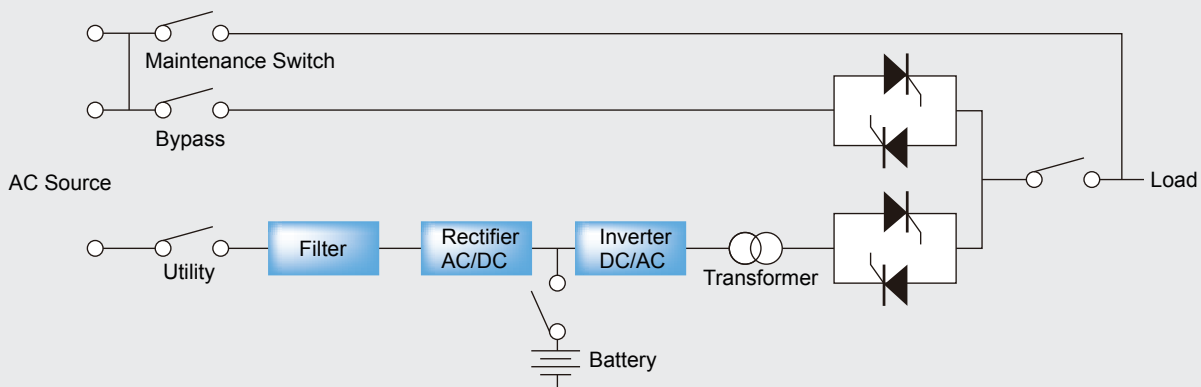 Maintenance Switch
Bypass
AC Source
Load
Filter
Rectifier
AC/DC
Inverter
DC/AC
Utility
Transformer
Battery